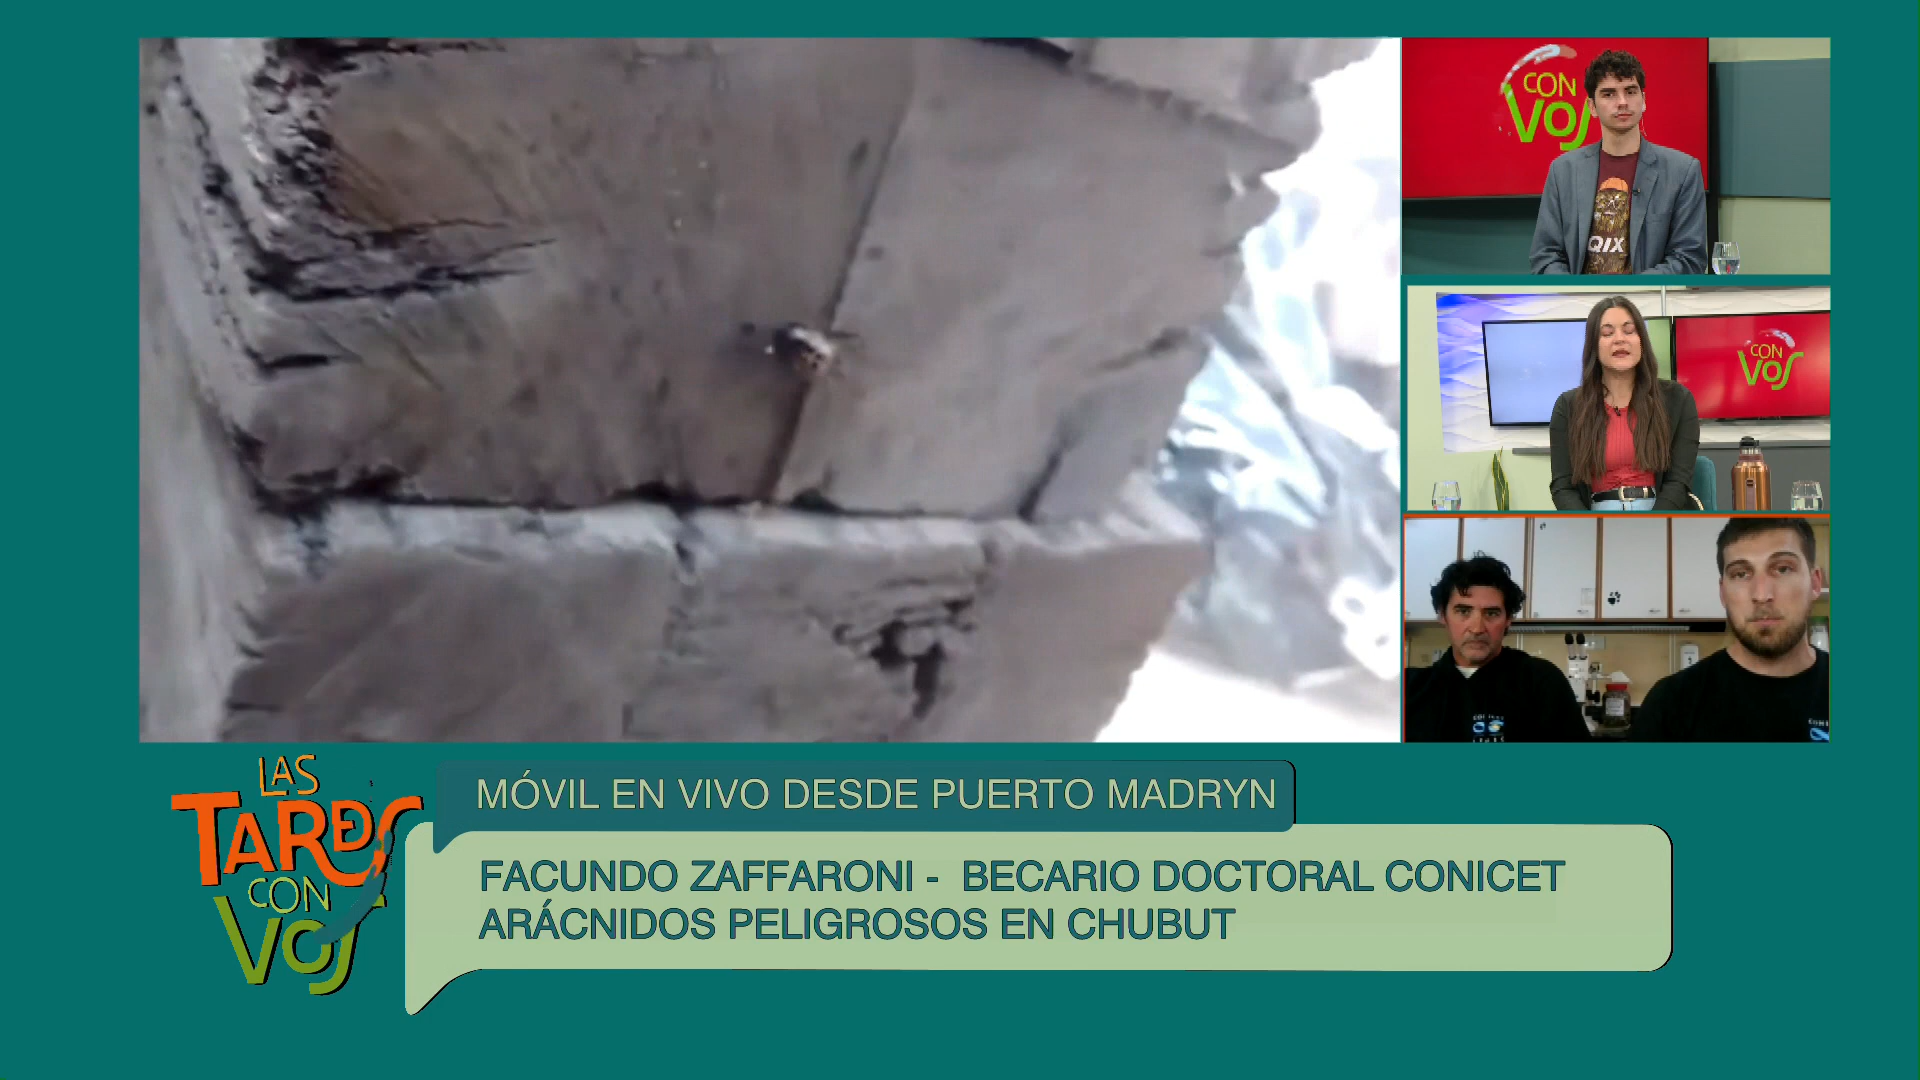 CON
VOS
QIX
CON
VOS
LAS
TARDES
CON
VOS
MÓVIL EN VIVO DESDE PUERTO MADRYN
FACUNDO ZAFFARONI - BECARIO DOCTORAL CONICET
ARÁCNIDOS PELIGROSOS EN CHUBUT